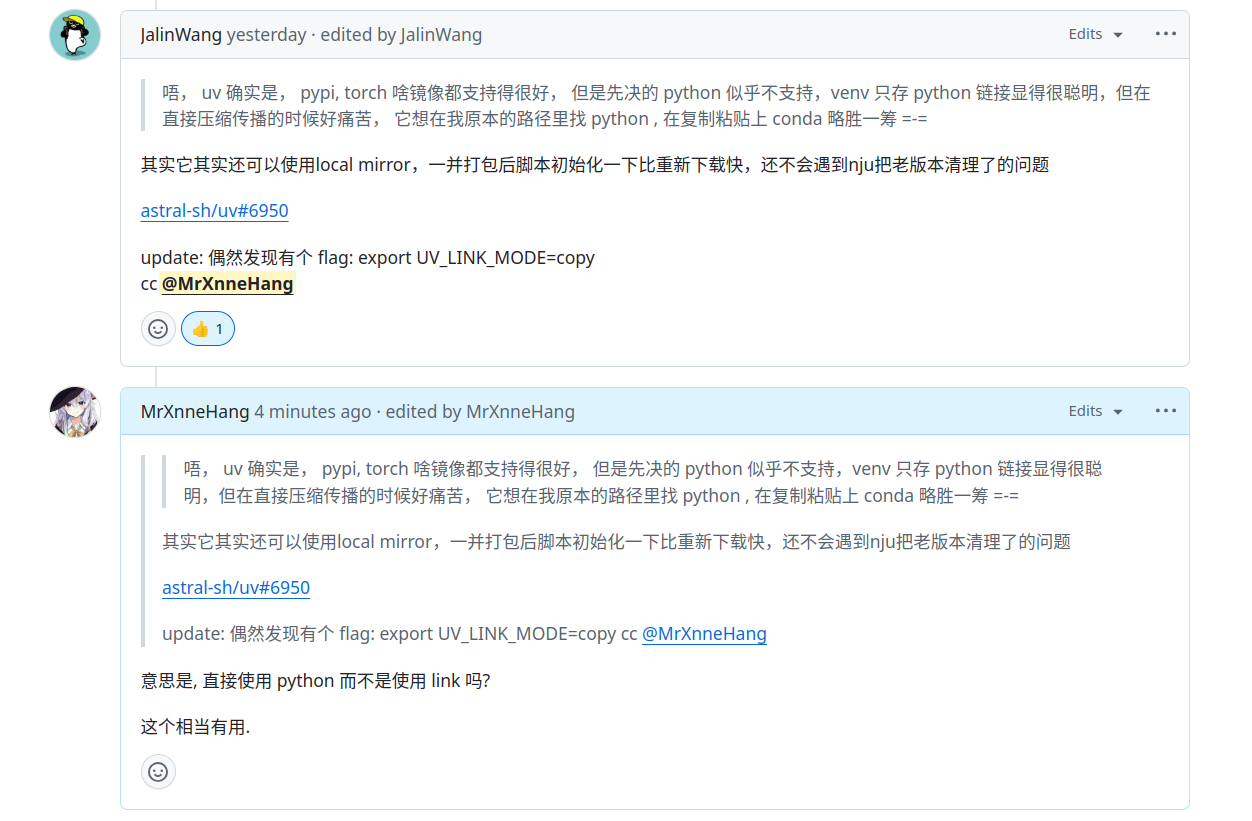 JalinWang yesterday · edited by JalinWang Edits
唔， uv 确实是， pypi, torch 啥镜像都支持得很好， 但是先决的 python 似乎不支持，venv 只存 python 链接显得很聪明，但在
直接压缩传播的时候好痛苦， 它想在我原本的路径里找 python , 在复制粘贴上 conda 略胜一筹 =-=
其实它其实还可以使用local mirror，一并打包后脚本初始化一下比重新下载快，还不会遇到nju把老版本清理了的问题
astral-sh/uv#6950
update: 偶然发现有个 flag: export UV_LINK_MODE=copy
cc @MrXnneHang
👍 1
MrXnneHang 4 minutes ago · edited by MrXnneHang Edits
唔， uv 确实是， pypi, torch 啥镜像都支持得很好， 但是先决的 python 似乎不支持，venv 只存 python 链接显得很聪
明，但在直接压缩传播的时候好痛苦， 它想在我原本的路径里找 python , 在复制粘贴上 conda 略胜一筹 =-=
其实它其实还可以使用local mirror，一并打包后脚本初始化一下比重新下载快，还不会遇到nju把老版本清理了的问题
astral-sh/uv#6950
update: 偶然发现有个 flag: export UV_LINK_MODE=copy cc @MrXnneHang
意思是, 直接使用 python 而不是使用 link 吗?
这个相当有用.